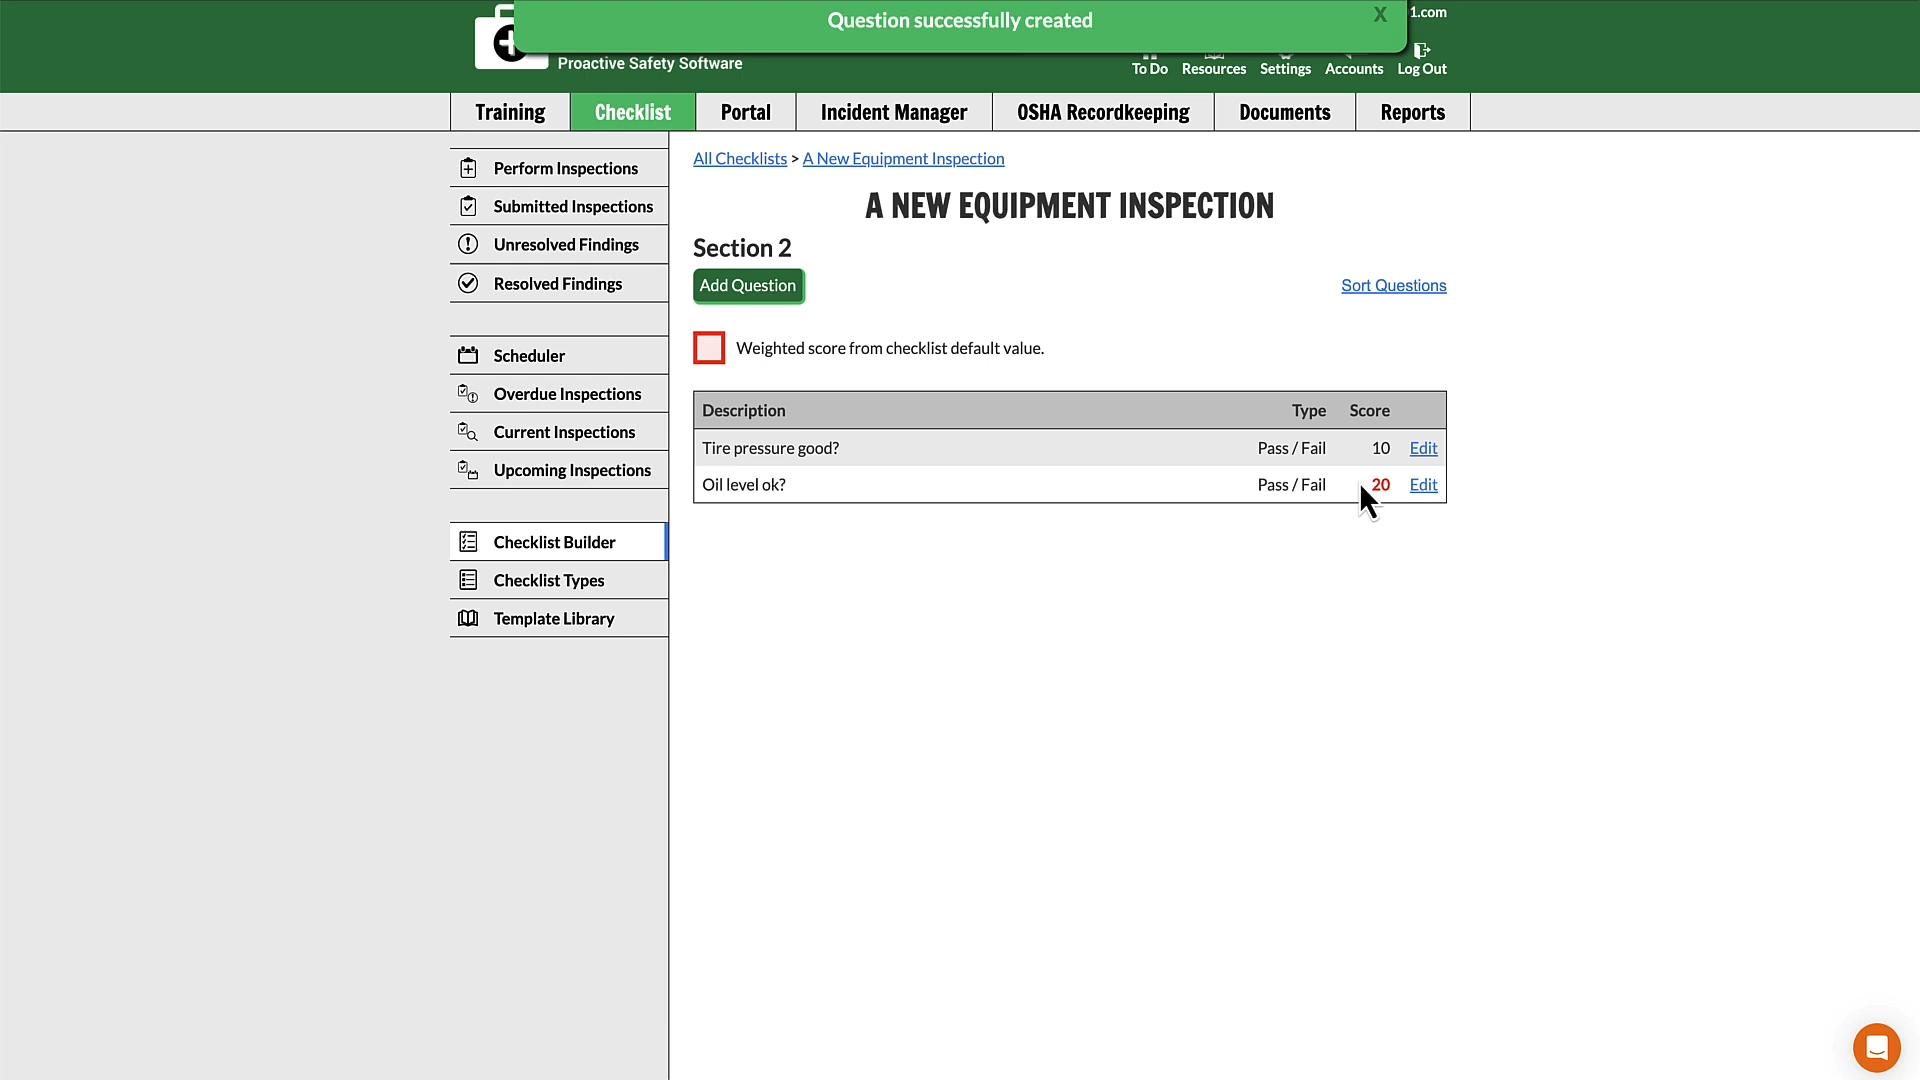 Question successfully created
X
1.com
Proactive Safety Software
To Do
Resources
Settings
Accounts
Log Out
Training
Checklist
Portal
Incident Manager
OSHA Recordkeeping
Documents
Reports
Perform Inspections
Submitted Inspections
Unresolved Findings
Resolved Findings
Scheduler
Overdue Inspections
Current Inspections
Upcoming Inspections
Checklist Builder
Checklist Types
Template Library
All Checklists > A New Equipment Inspection
A NEW EQUIPMENT INSPECTION
Section 2
Add Question
Sort Questions
Weighted score from checklist default value.
Description Type Score
Tire pressure good? Pass / Fail 10 Edit
Oil level ok? Pass / Fail 20 Edit